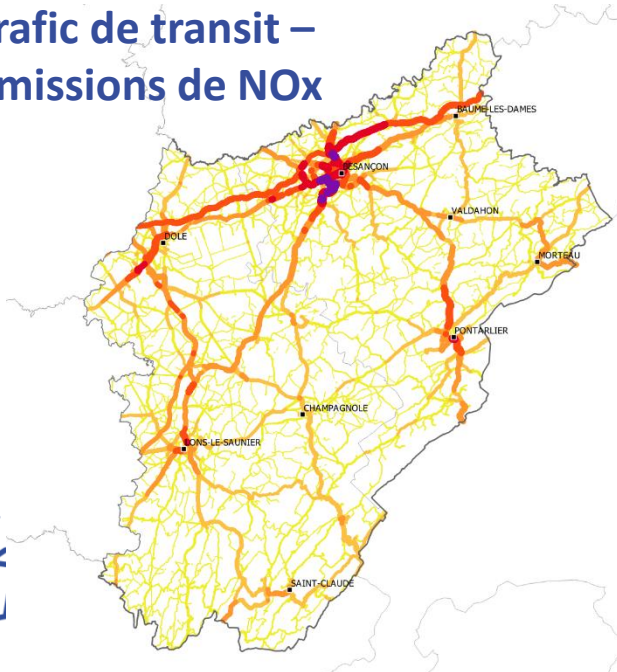 rafic de transit –
missions de NOx
BAUME-LES-DAMES
BESANÇON
VALDAHON
DOLE
MORTEAU
PONTARLIER
CHAMPAGNOLE
LONS-LE-SAUNIER
SAINT-CLAUDE